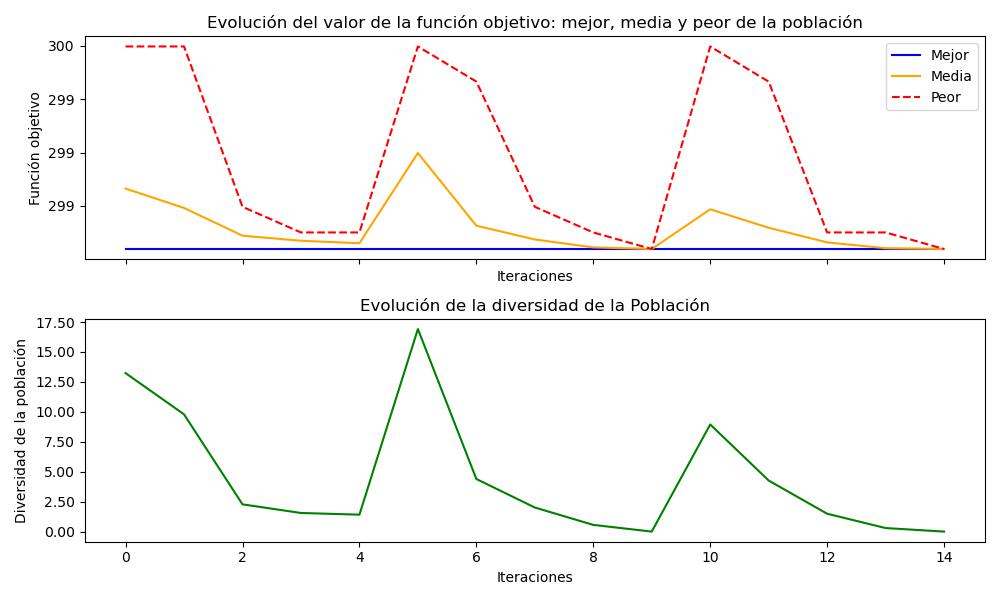 Evolución del valor de la función objetivo: mejor, media y peor de la población
Función objetivo
300
299
299
299
Mejor
Media
Peor
Iteraciones
Evolución de la diversidad de la Población
Diversidad de la población
17.50
15.00
12.50
10.00
7.50
5.00
2.50
0.00
0 2 4 6 8 10 12 14
Iteraciones